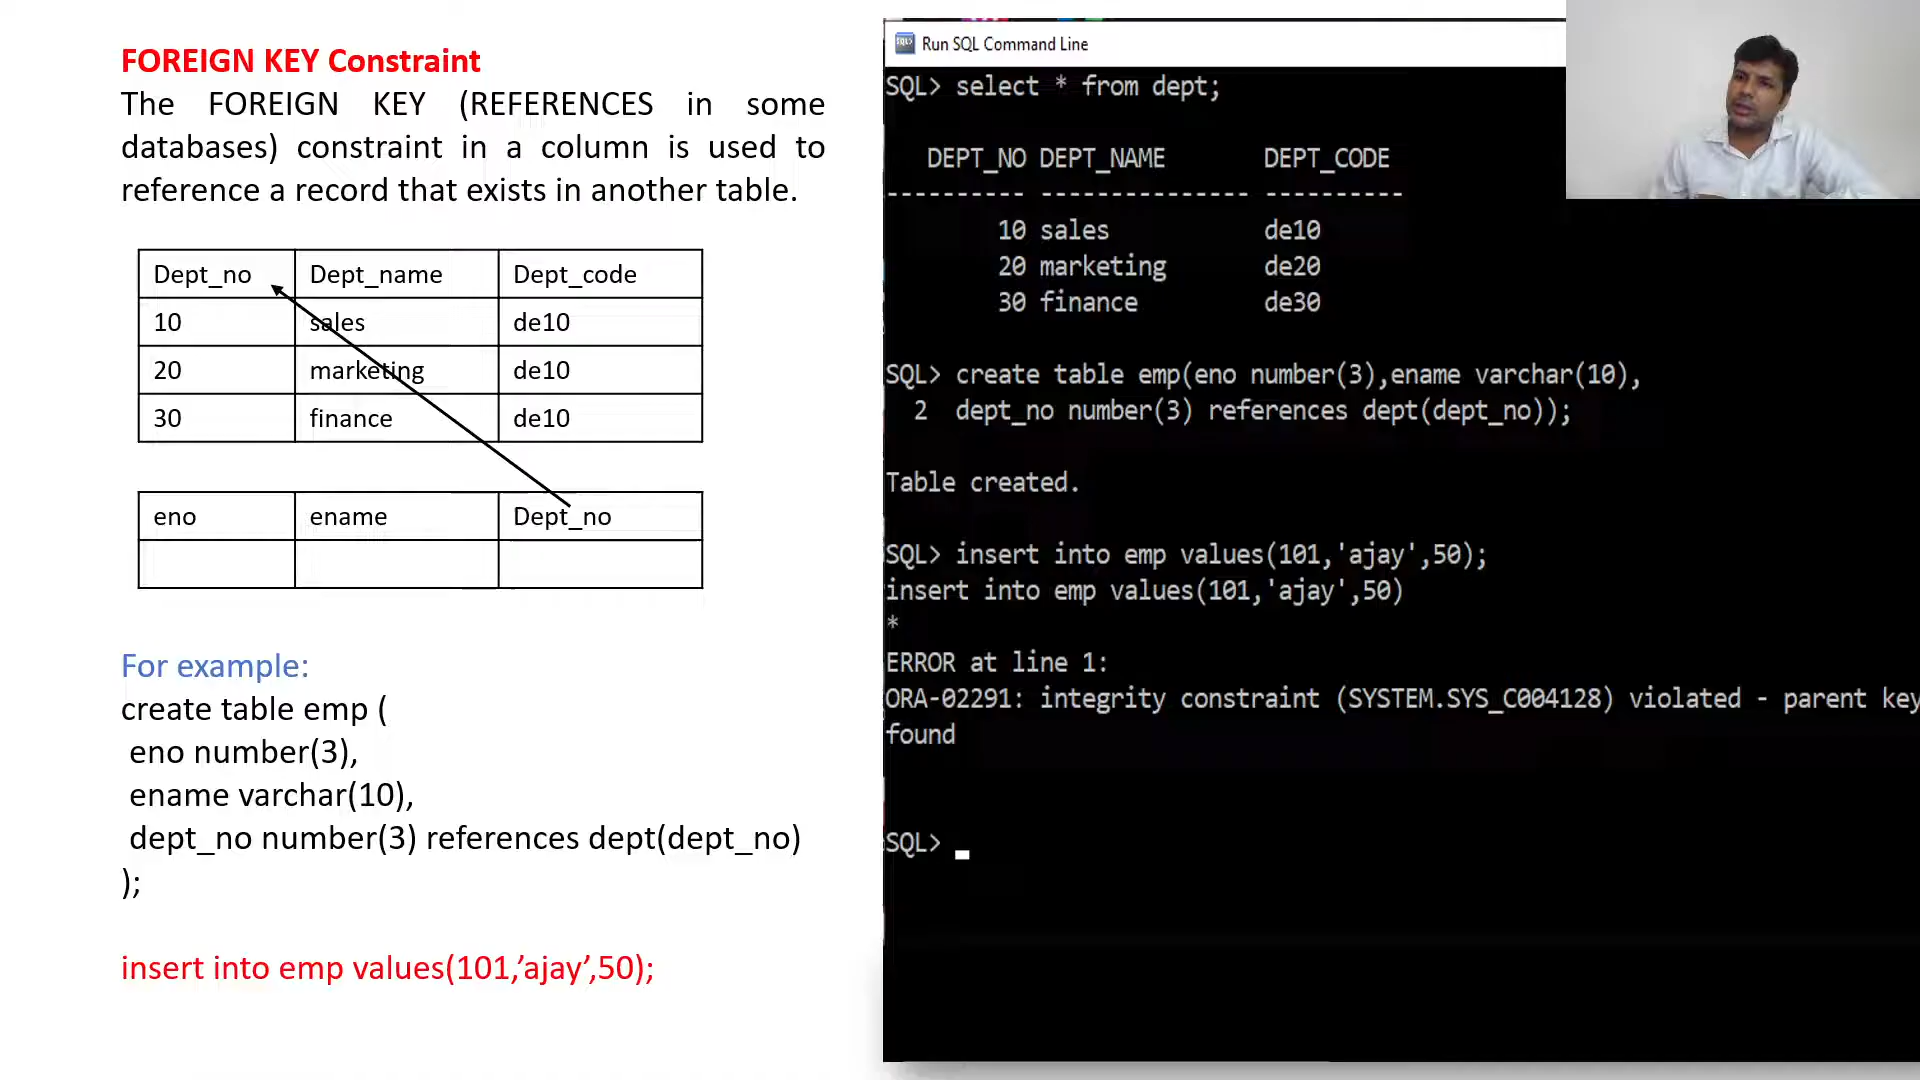 FOREIGN KEY Constraint
The FOREIGN KEY (REFERENCES in some
databases) constraint in a column is used to
reference a record that exists in another table.
Dept_no Dept_name Dept_code
10 sales de10
20 marketing de10
30 finance de10
eno ename Dept_no
For example:
create table emp (
eno number(3),
ename varchar(10),
dept_no number(3) references dept(dept_no)
);
insert into emp values(101,’ajay’,50);
Run SQL Command Line
SQL> select * from dept;
DEPT_NO DEPT_NAME DEPT_CODE
---------- --------------- ----------
10 sales de10
20 marketing de20
30 finance de30
SQL> create table emp(eno number(3),ename varchar(10),
2 dept_no number(3) references dept(dept_no));
Table created.
SQL> insert into emp values(101,'ajay',50);
insert into emp values(101,'ajay',50)
*
ERROR at line 1:
ORA-02291: integrity constraint (SYSTEM.SYS_C004128) violated - parent key
found
SQL>